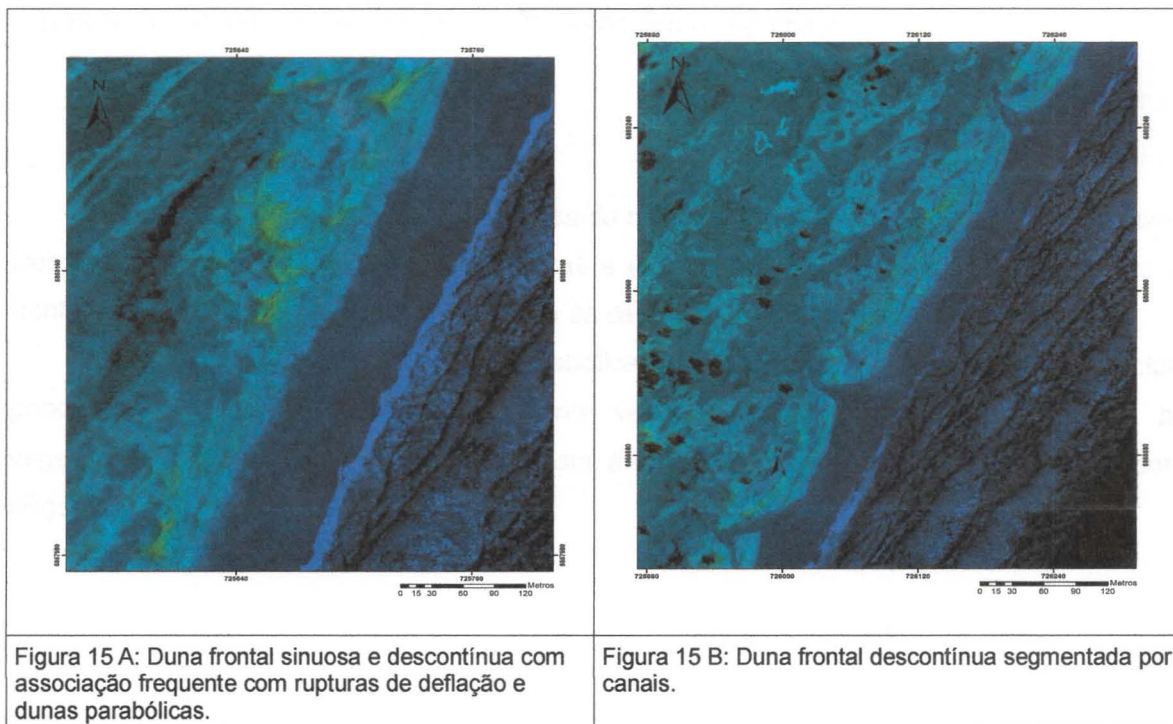 725640 725760
N
6868160 6868160
725640 725760
Metros
0 15 30 60 90 120
725880 726000 726120 726240
N
725880 726000 726120 726240
Metros
0 15 30 60 90 120
Figura 15 A: Duna frontal sinuosa e descontínua com
associação frequente com rupturas de deflação e
dunas parabólicas.
Figura 15 B: Duna frontal descontínua segmentada por
canais.